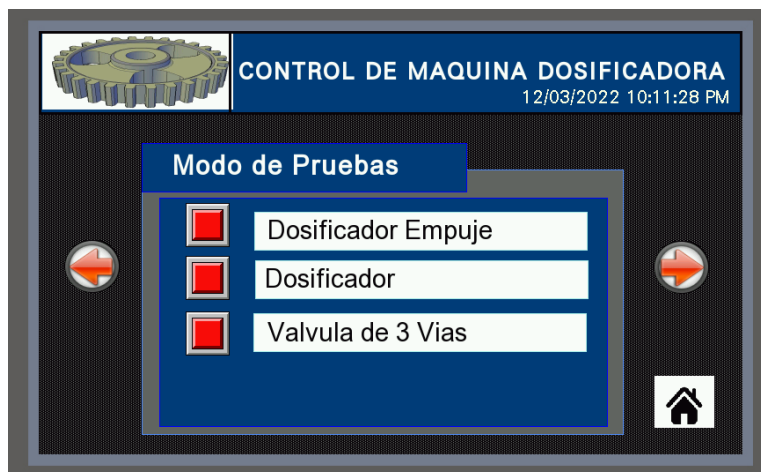 CONTROL DE MAQUINA DOSIFICADORA
12/03/2022 10:11:28 PM
Modo de Pruebas
Dosificador Empuje
Dosificador
Valvula de 3 Vias